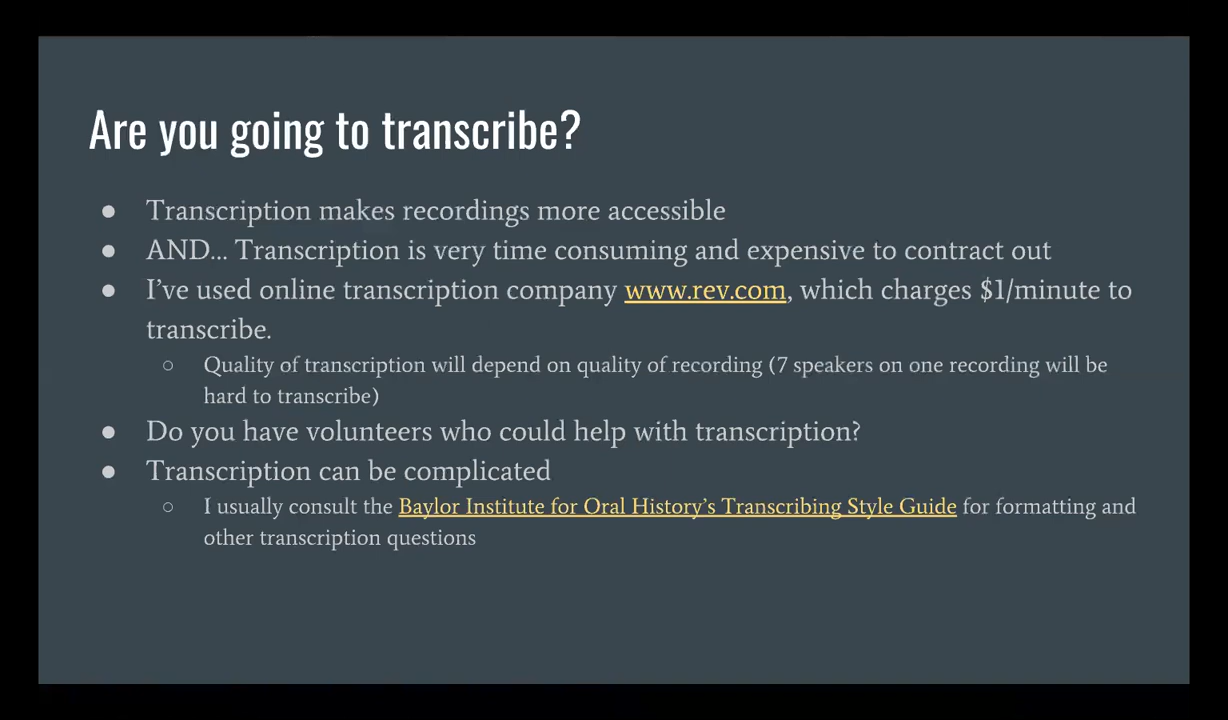 Are you going to transcribe?
● Transcription makes recordings more accessible
● AND... Transcription is very time consuming and expensive to contract out
● I’ve used online transcription company www.rev.com, which charges $1/minute to
transcribe.
○ Quality of transcription will depend on quality of recording (7 speakers on one recording will be
hard to transcribe)
● Do you have volunteers who could help with transcription?
● Transcription can be complicated
○ I usually consult the Baylor Institute for Oral History’s Transcribing Style Guide for formatting and
other transcription questions